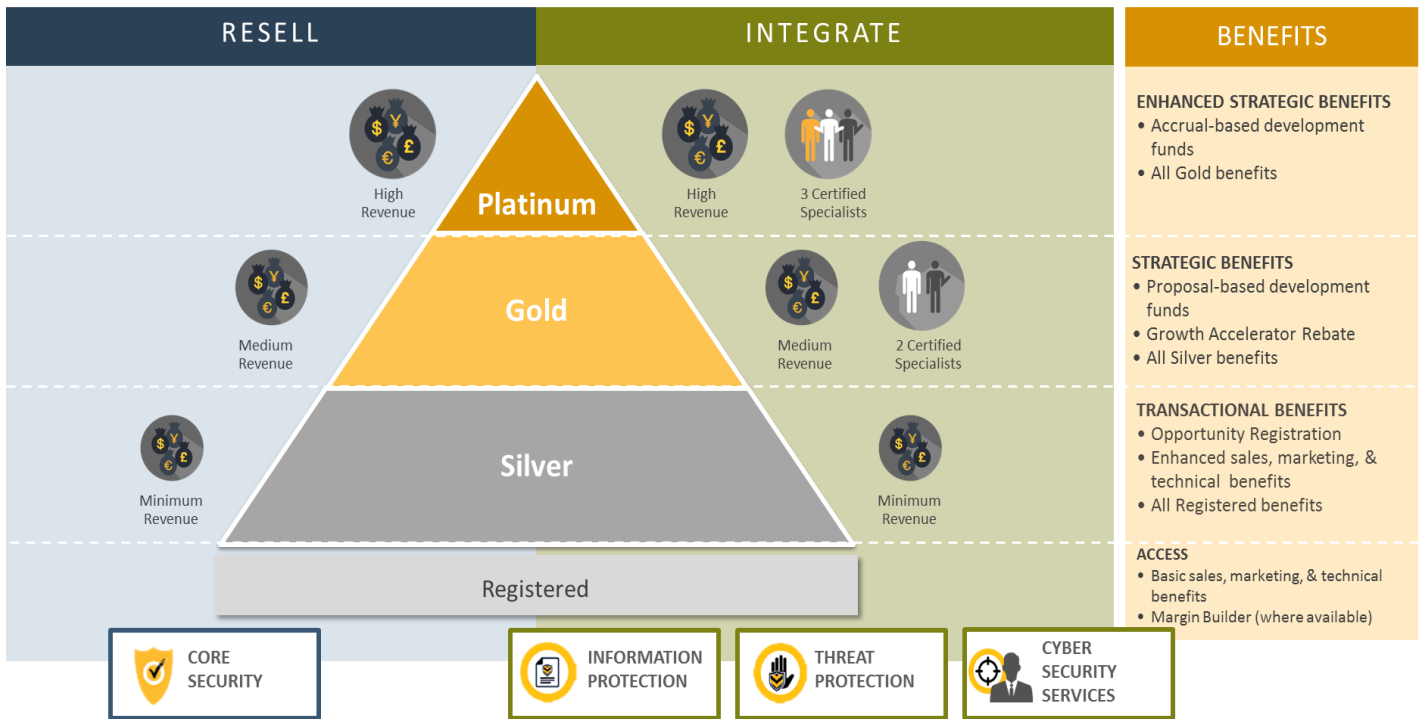 RESELL
INTEGRATE
BENEFITS
High
Revenue
Platinum
High
Revenue
3 Certified
Specialists
ENHANCED STRATEGIC BENEFITS
• Accrual-based development
funds
• All Gold benefits
Medium
Revenue
Gold
Medium
Revenue
2 Certified
Specialists
STRATEGIC BENEFITS
• Proposal-based development
funds
• Growth Accelerator Rebate
• All Silver benefits
Minimum
Revenue
Silver
Minimum
Revenue
TRANSACTIONAL BENEFITS
• Opportunity Registration
• Enhanced sales, marketing, &
technical benefits
• All Registered benefits
Registered
ACCESS
• Basic sales, marketing, & technical
benefits
• Margin Builder (where available)
CORE
SECURITY
INFORMATION
PROTECTION
THREAT
PROTECTION
CYBER
SECURITY
SERVICES